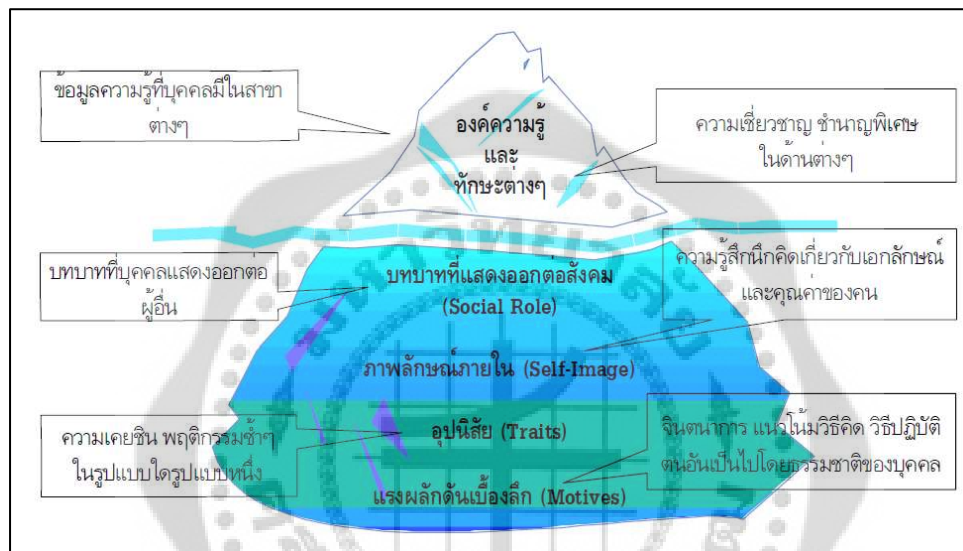 ข้อมูลความรู้ที่บุคคลมีในสาขา
ต่างๆ
องค์ความรู้
และ
ทักษะต่างๆ
ความเชี่ยวชาญ ชำนาญพิเศษ
ในด้านต่างๆ
บทบาทที่บุคคลแสดงออกต่อ
ผู้อื่น
บทบาทที่แสดงออกต่อสังคม
(Social Role)
ความรู้สึกนึกคิดเกี่ยวกับเอกลักษณ์
และคุณค่าของคน
ภาพลักษณ์ภายใน (Self-Image)
ความเคยชิน พฤติกรรมซ้ำๆ
ในรูปแบบใดรูปแบบหนึ่ง
อุปนิสัย (Traits)
จินตนาการ แนวโน้มวิธีคิด วิธีปฏิบัติ
ตนอันเป็นไปโดยธรรมชาติของบุคคล
แรงผลักดันเบื้องลึก (Motives)